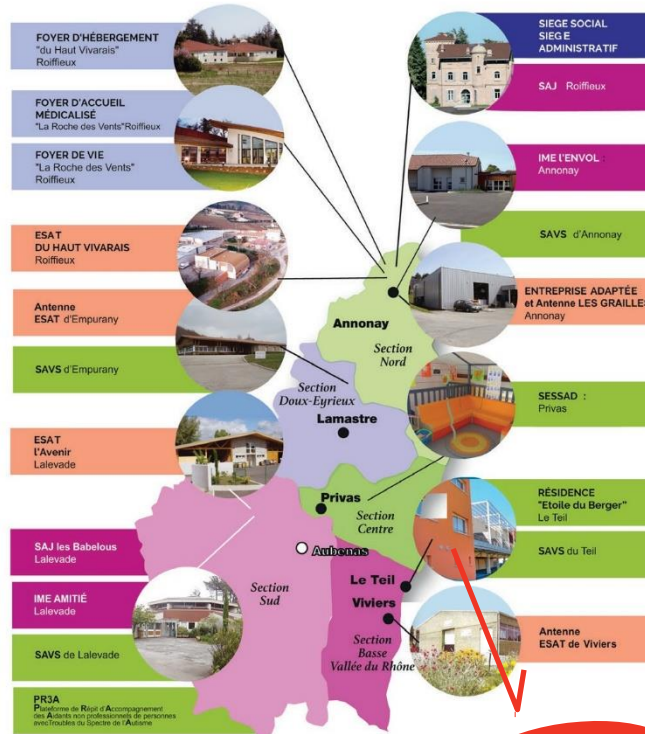 FOYER D'HÉBERGEMENT
"du Haut Vivarais"
Roiffieux
FOYER D'ACCUEIL
MÉDICALISÉ
"La Roche des Vents"Roiffieux
FOYER DE VIE
"La Roche des Vents"
Roiffieux
ESAT
DU HAUT VIVARAIS
Roiffieux
Antenne
ESAT d'Empurany
SAVS d'Empurany
ESAT
l'Avenir
Lalevade
SAJ les Babelous
Lalevade
IME AMITIÉ
Lalevade
SAVS de Lalevade
PR3A
Plateforme de Répit d'Accompagnement
des Aidants non professionnels de personnes
avecTroubles du Spectre de l'Autisme
SIEGE SOCIAL
SIEGE
ADMINISTRATIF
SAJ Roiffieux
IME L'ENVOL :
Annonay
SAVS d'Annonay
ENTREPRISE ADAPTÉE
et Antenne LES GRAILLES
Annonay
SESSAD :
Privas
RÉSIDENCE
"Etoile du Berger"
Le Teil
SAVS du Teil
Antenne
ESAT de Viviers
Annonay
Section
Nord
Section
Doux-Eyrieux
Lamastre
Privas
Section
Centre
Aubenas
Section
Sud
Le Teil
Viviers
Section
Basse
Vallée du Rhône